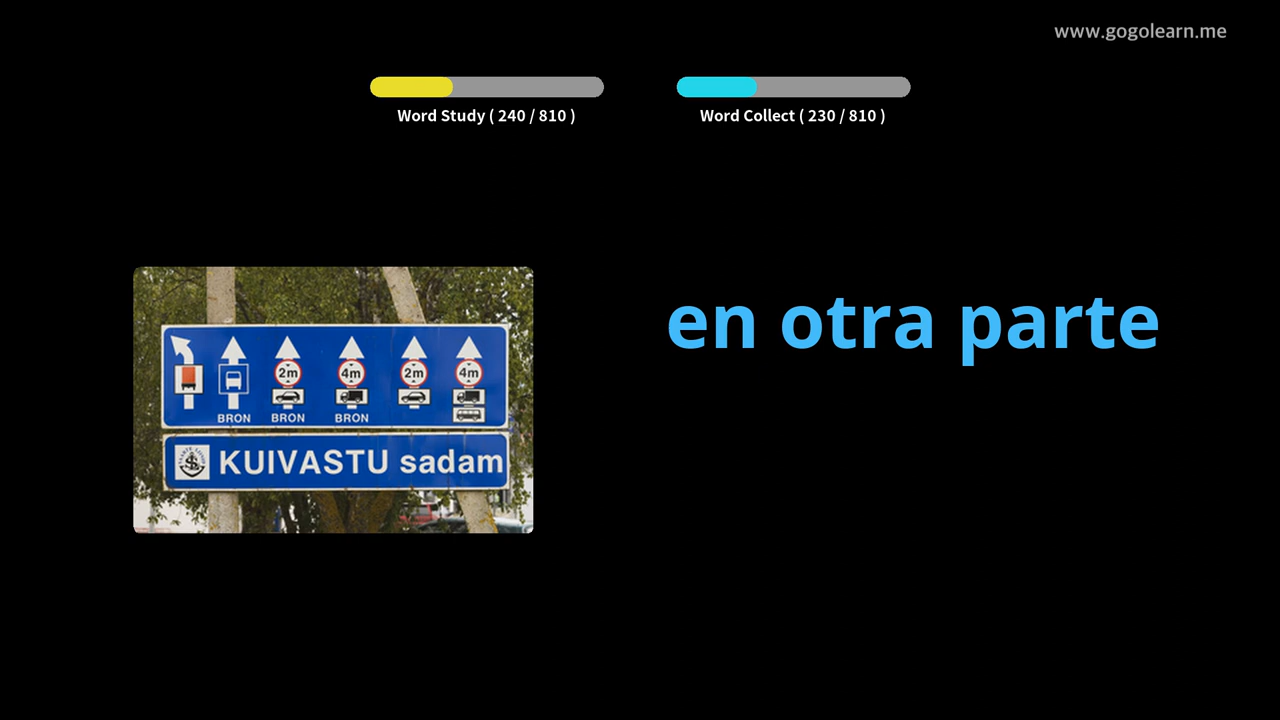 www.gogolearn.me
Word Study ( 240 / 810 )
Word Collect ( 230 / 810 )
en otra parte
2m
4m
2m
4m
BRON
BRON
BRON
KUIVASTU sadam